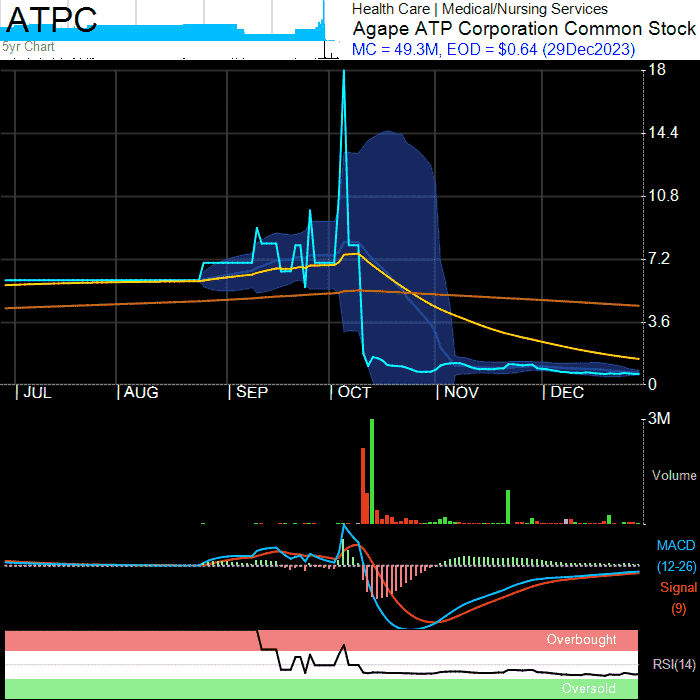 ATPC
5yr Chart
Health Care | Medical/Nursing Services
Agape ATP Corporation Common Stock
MC = 49.3M, EOD = $0.64 (29Dec2023)
18
14.4
10.8
7.2
3.6
0
JUL AUG SEP OCT NOV DEC
3M
Volume
MACD
(12-26)
Signal
(9)
Overbought
RSI(14)
Oversold